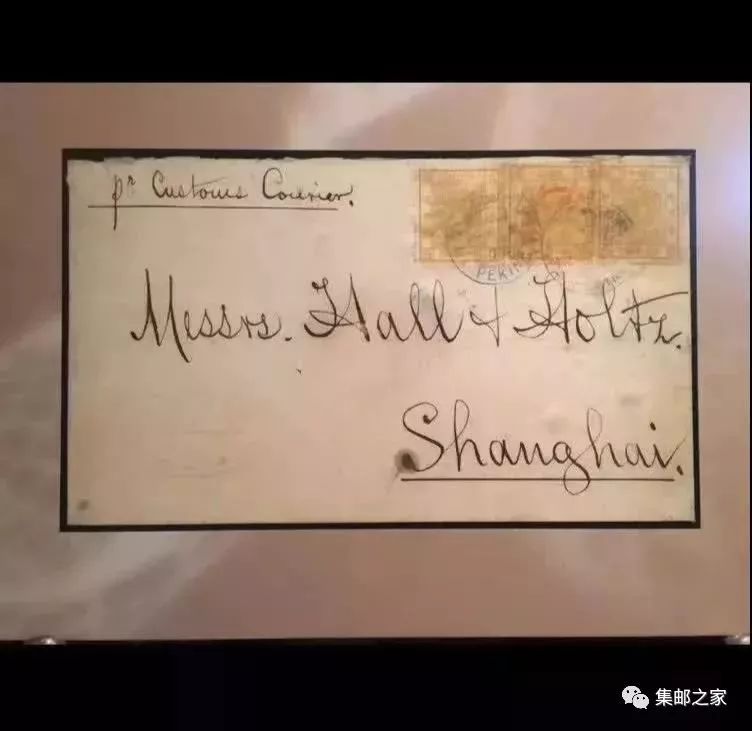 pr Customs Courier.
PEKIN
Messrs. Hall & Holtz.
Shanghai.
集邮之家